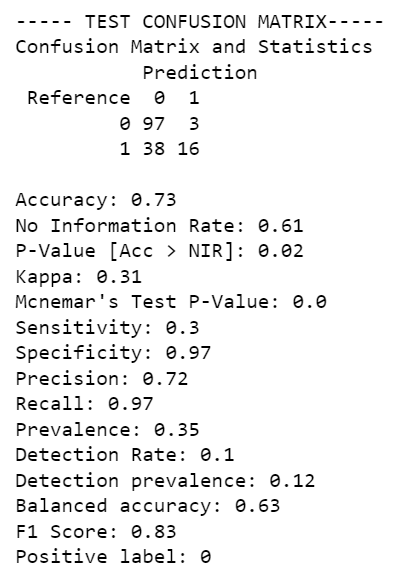 ----- TEST CONFUSION MATRIX-----
Confusion Matrix and Statistics
Prediction
Reference 0 1
0 97 3
1 38 16
Accuracy: 0.73
No Information Rate: 0.61
P-Value [Acc > NIR]: 0.02
Kappa: 0.31
Mcnemar's Test P-Value: 0.0
Sensitivity: 0.3
Specificity: 0.97
Precision: 0.72
Recall: 0.97
Prevalence: 0.35
Detection Rate: 0.1
Detection prevalence: 0.12
Balanced accuracy: 0.63
F1 Score: 0.83
Positive label: 0